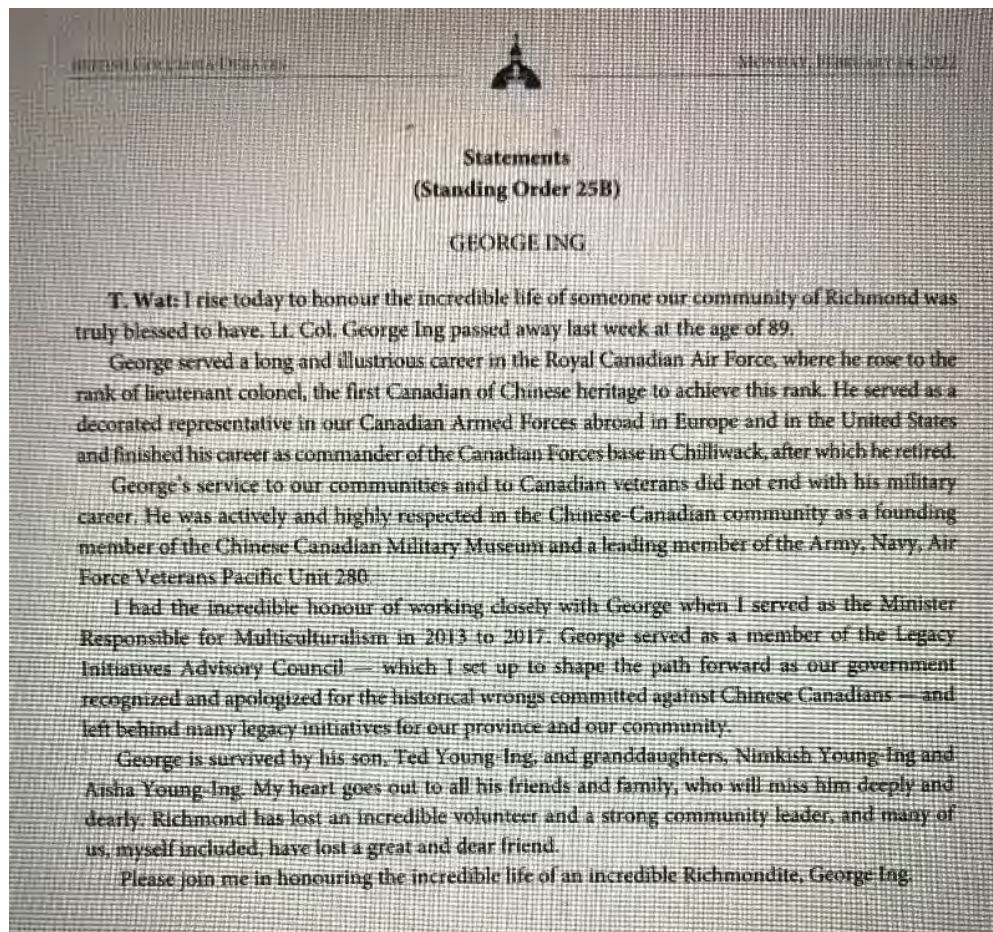 BRITISH COLUMBIA DEBATES
MONDAY, FEBRUARY 14, 2022
Statements
(Standing Order 25B)
GEORGE ING
T. Wat: I rise today to honour the incredible life of someone our community of Richmond was
truly blessed to have. Lt. Col. George Ing passed away last week at the age of 89.
George served a long and illustrious career in the Royal Canadian Air Force, where he rose to the
rank of lieutenant colonel, the first Canadian of Chinese heritage to achieve this rank. He served as a
decorated representative in our Canadian Armed Forces abroad in Europe and in the United States
and finished his career as commander of the Canadian Forces base in Chilliwack, after which he retired.
George's service to our communities and to Canadian veterans did not end with his military
career. He was actively and highly respected in the Chinese-Canadian community as a founding
member of the Chinese Canadian Military Museum and a leading member of the Army, Navy, Air
Force Veterans Pacific Unit 280.
I had the incredible honour of working closely with George when I served as the Minister
Responsible for Multiculturalism in 2013 to 2017. George served as a member of the Legacy
Initiatives Advisory Council — which I set up to shape the path forward as our government
recognized and apologized for the historical wrongs committed against Chinese Canadians — and
left behind many legacy initiatives for our province and our community.
George is survived by his son, Ted Young-Ing, and granddaughters, Nimkish Young-Ing and
Aisha Young-Ing. My heart goes out to all his friends and family, who will miss him deeply and
dearly. Richmond has lost an incredible volunteer and a strong community leader, and many of
us, myself included, have lost a great and dear friend.
Please join me in honouring the incredible life of an incredible Richmondite, George Ing.